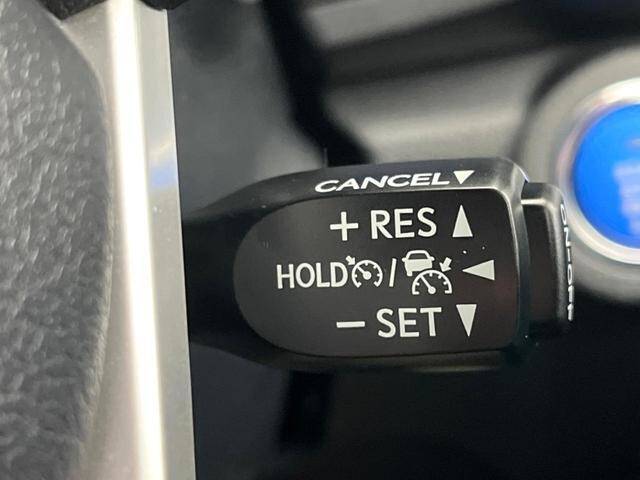 CANCEL▼
+ RES ▲
HOLD / ◀
− SET ▼